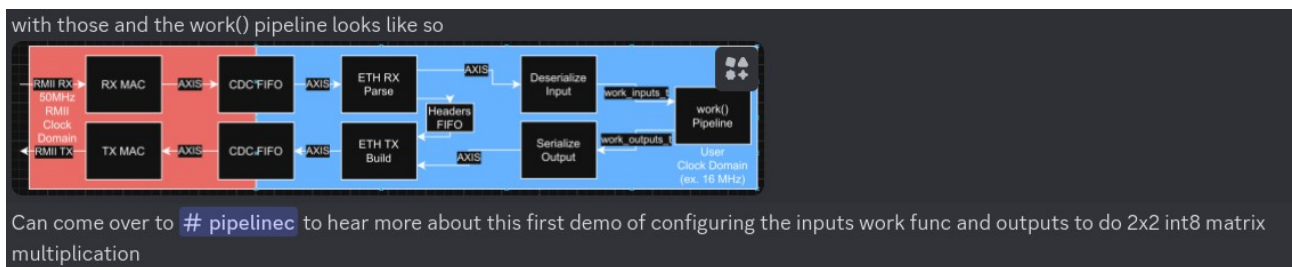 with those and the work() pipeline looks like so
RMII RX
50MHz
RMII
Clock
Domain
RMII TX
RX MAC
AXIS
CDC FIFO
AXIS
ETH RX
Parse
AXIS
Deserialize
Input
work_inputs_t
work()
Pipeline
Headers
FIFO
TX MAC
AXIS
CDC FIFO
AXIS
ETH TX
Build
AXIS
Serialize
Output
work_outputs_t
User
Clock Domain
(ex. 16 MHz)
Can come over to # pipelinec to hear more about this first demo of configuring the inputs work func and outputs to do 2x2 int8 matrix
multiplication